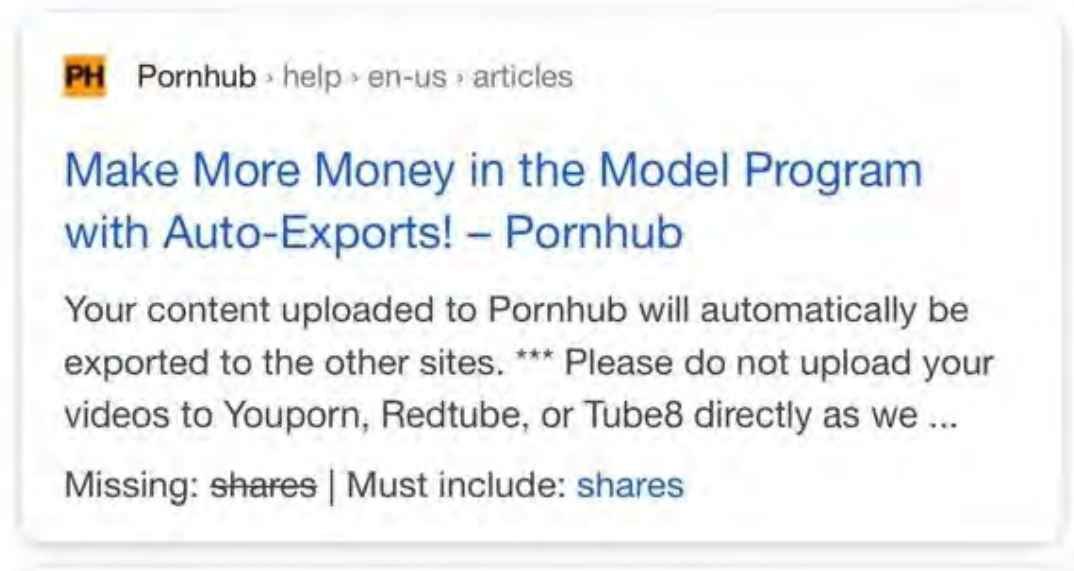 PH Pornhub › help › en-us › articles
Make More Money in the Model Program
with Auto-Exports! – Pornhub
Your content uploaded to Pornhub will automatically be
exported to the other sites. *** Please do not upload your
videos to Youporn, Redtube, or Tube8 directly as we ...
Missing: shares | Must include: shares